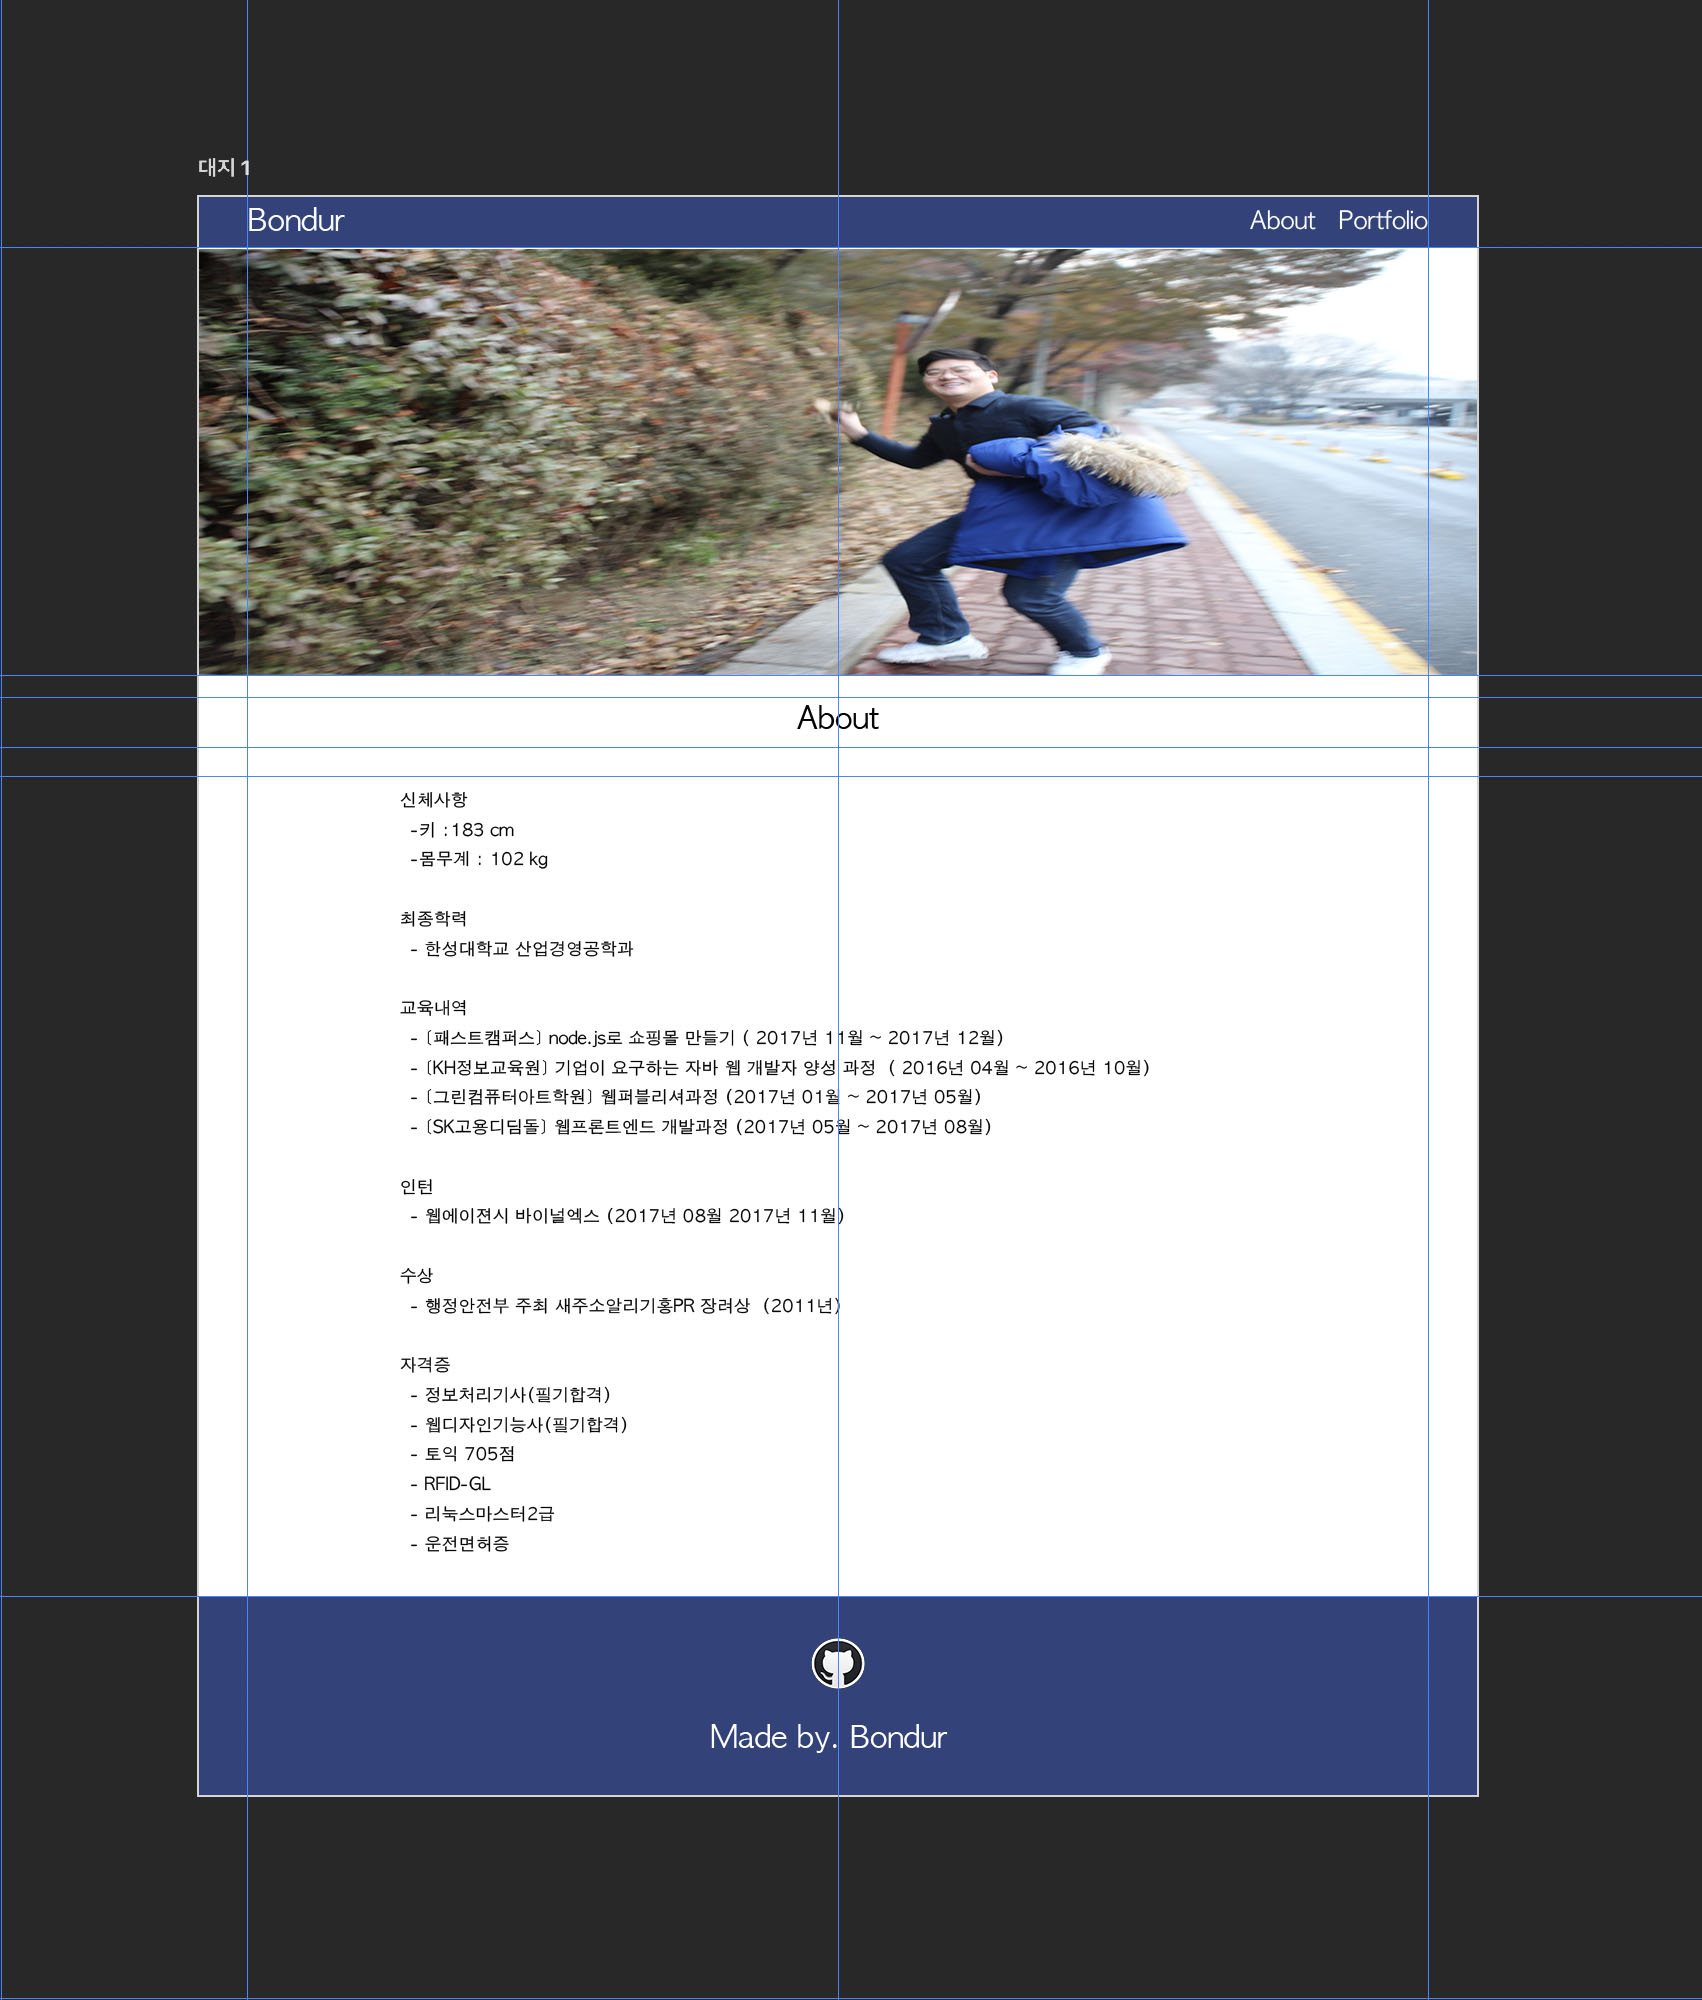 대지 1
Bondur
About Portfolio
About
신체사항
-키 :183 cm
-몸무계 : 102 kg
최종학력
- 한성대학교 산업경영공학과
교육내역
- [패스트캠퍼스] node.js로 쇼핑몰 만들기 ( 2017년 11월 ~ 2017년 12월)
- [KH정보교육원] 기업이 요구하는 자바 웹 개발자 양성 과정 ( 2016년 04월 ~ 2016년 10월)
- [그린컴퓨터아트학원] 웹퍼블리셔과정 (2017년 01월 ~ 2017년 05월)
- [SK고용디딤돌] 웹프론트엔드 개발과정 (2017년 05월 ~ 2017년 08월)
인턴
- 웹에이젼시 바이널엑스 (2017년 08월 2017년 11월)
수상
- 행정안전부 주최 새주소알리기홍PR 장려상 (2011년)
자격증
- 정보처리기사(필기합격)
- 웹디자인기능사(필기합격)
- 토익 705점
- RFID-GL
- 리눅스마스터2급
- 운전면허증
Made by. Bondur